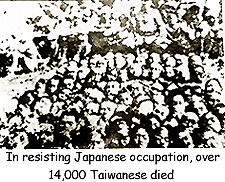 In resisting Japanese occupation, over
14,000 Taiwanese died